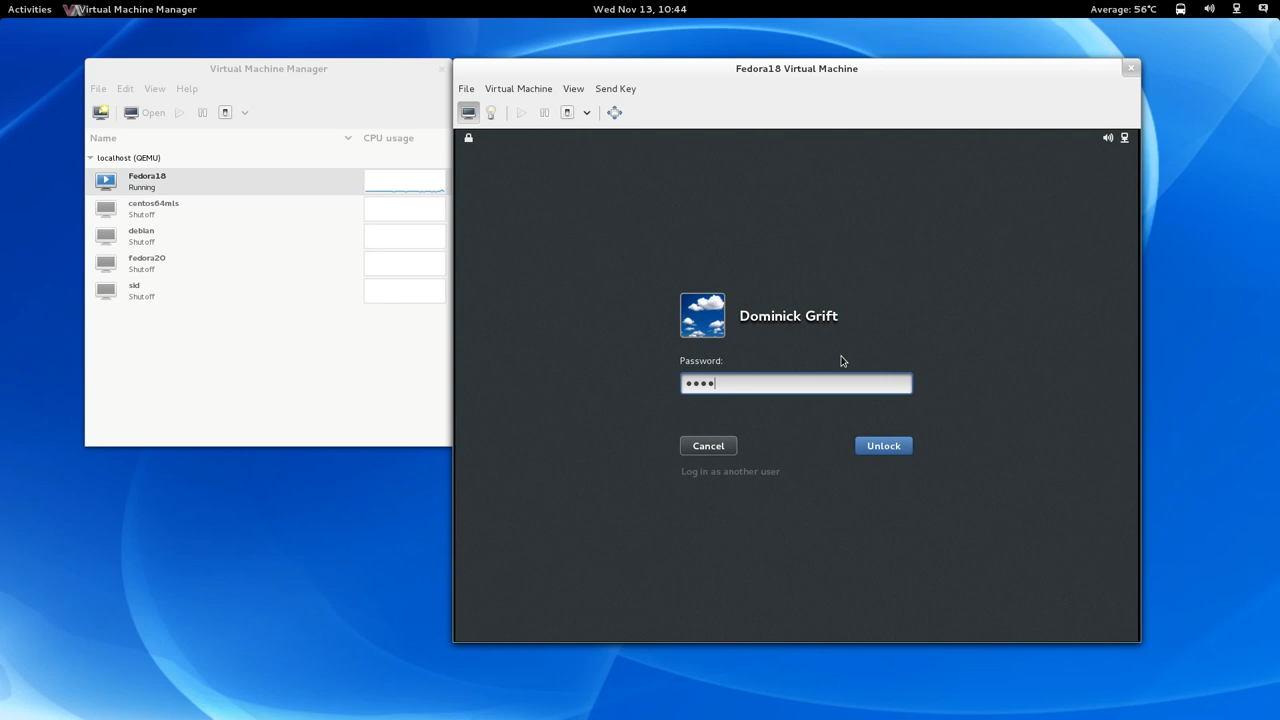 Activities Virtual Machine Manager Wed Nov 13, 10:44 Average: 56°C
Virtual Machine Manager
File Edit View Help
Open
Name CPU usage
localhost (QEMU)
Fedora18
Running
centos64mls
Shutoff
debian
Shutoff
fedora20
Shutoff
sid
Shutoff
Fedora18 Virtual Machine
File Virtual Machine View Send Key
Dominick Grift
Password:
••••
Cancel Unlock
Log in as another user